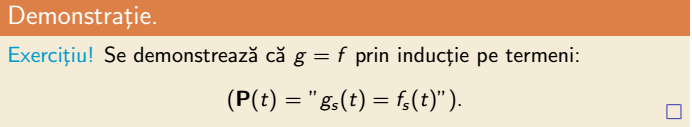 Demonstrație.
Exercițiu! Se demonstrează că g = f prin inducție pe termeni:
(P(t) = "gₛ(t) = fₛ(t)").